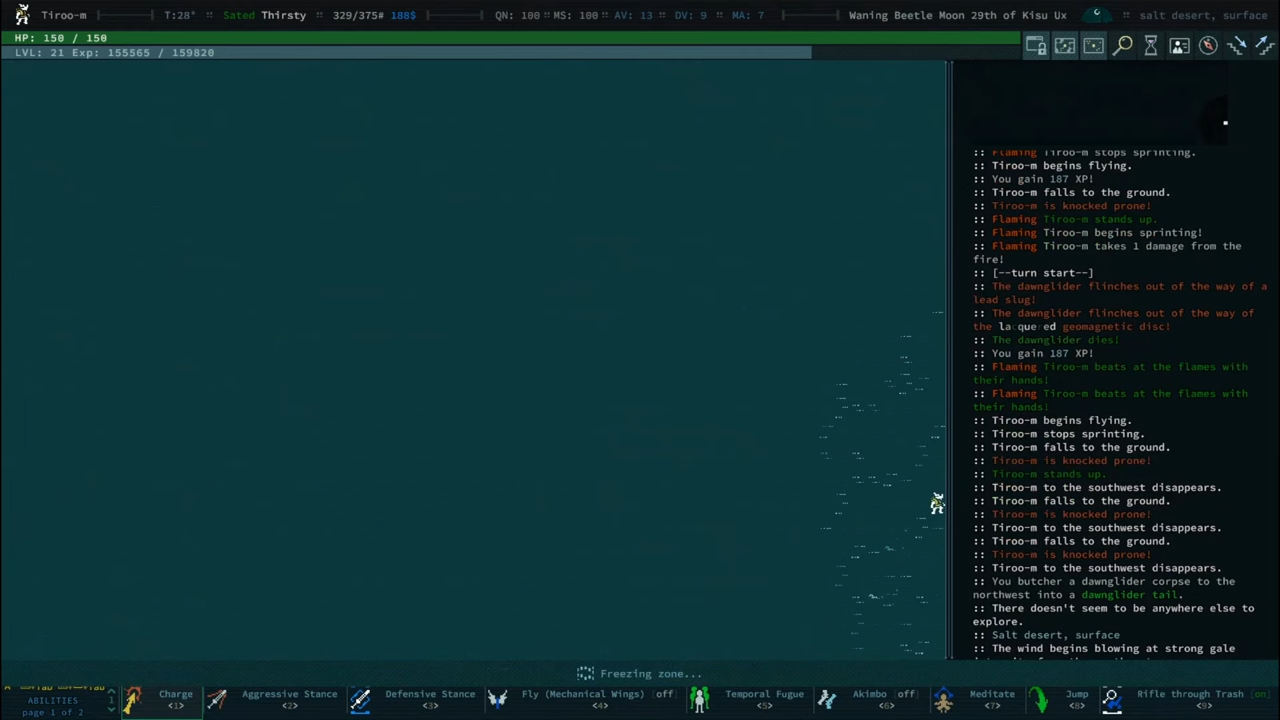 Tiroo-m T:28° :: Sated Thirsty :: 329/375# 188$ QN: 100 :: MS: 100 :: AV: 13 :: DV: 9 :: MA: 7 Waning Beetle Moon 29th of Kisu Ux :: salt desert, surface
HP: 150 / 150
LVL: 21 Exp: 155565 / 159820
:: Flaming Tiroo-m stops sprinting.
:: Tiroo-m begins flying.
:: You gain 187 XP!
:: Tiroo-m falls to the ground.
:: Tiroo-m is knocked prone!
:: Flaming Tiroo-m stands up.
:: Flaming Tiroo-m begins sprinting!
:: Flaming Tiroo-m takes 1 damage from the
fire!
:: [--turn start--]
:: The dawnglider flinches out of the way of a
lead slug!
:: The dawnglider flinches out of the way of
the lacquered geomagnetic disc!
:: The dawnglider dies!
:: You gain 187 XP!
:: Flaming Tiroo-m beats at the flames with
their hands!
:: Flaming Tiroo-m beats at the flames with
their hands!
:: Tiroo-m begins flying.
:: Tiroo-m stops sprinting.
:: Tiroo-m falls to the ground.
:: Tiroo-m is knocked prone!
:: Tiroo-m stands up.
:: Tiroo-m to the southwest disappears.
:: Tiroo-m falls to the ground.
:: Tiroo-m is knocked prone!
:: Tiroo-m to the southwest disappears.
:: Tiroo-m falls to the ground.
:: Tiroo-m is knocked prone!
:: Tiroo-m to the southwest disappears.
:: You butcher a dawnglider corpse to the
northwest into a dawnglider tail.
:: There doesn't seem to be anywhere else to
explore.
:: Salt desert, surface
:: The wind begins blowing at strong gale
Freezing zone...
ABILITIES
page 1 of 2
1
Charge
<1>
Aggressive Stance
<2>
Defensive Stance
<3>
Fly (Mechanical Wings) [off]
<4>
Temporal Fugue
<5>
Akimbo [off]
<6>
Meditate
<7>
Jump
<8>
Rifle through Trash [on]
<9>